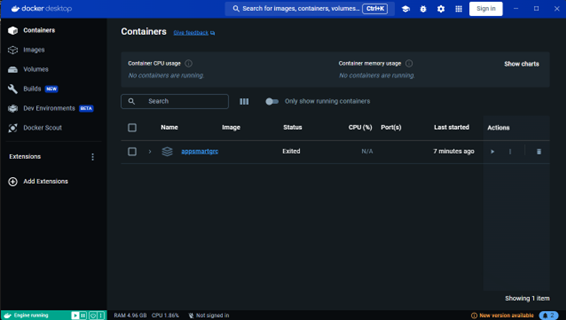 docker desktop
Search for images, containers, volumes... Ctrl+K
Sign in
Containers
Images
Volumes
Builds NEW
Dev Environments BETA
Docker Scout
Extensions
Add Extensions
Containers Give feedback
Container CPU usage
No containers are running.
Container memory usage
No containers are running.
Show charts
Search
Only show running containers
Name Image Status CPU (%) Port(s) Last started Actions
appsmartprc Exited N/A 7 minutes ago
Showing 1 item
Engine running RAM 4.96 GB CPU 1.86% Not signed in New version available 2